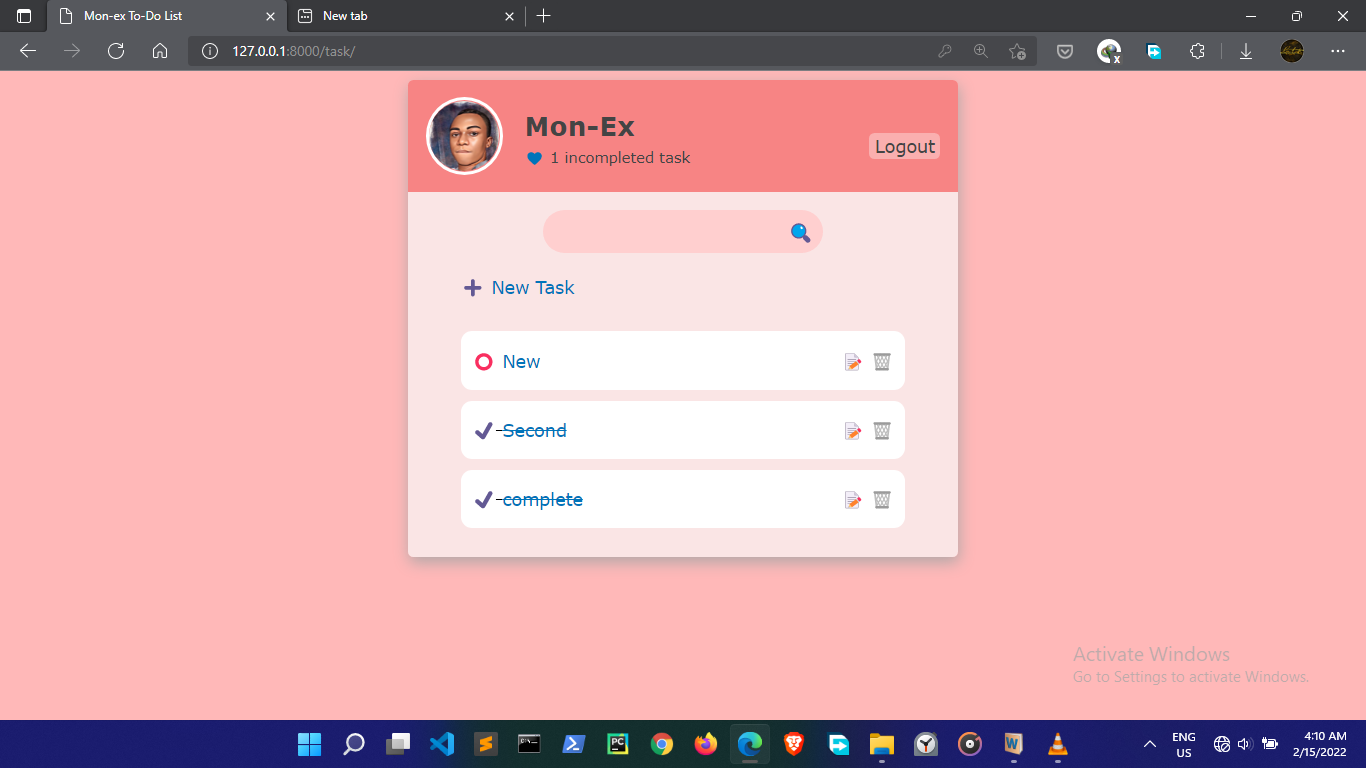 Mon-ex To-Do List
New tab
127.0.0.1:8000/task/
x
Mon-Ex
1 incompleted task
Logout
New Task
New
Second
complete
Activate Windows
Go to Settings to activate Windows.
PC
W
ENG
US
4:10 AM
2/15/2022